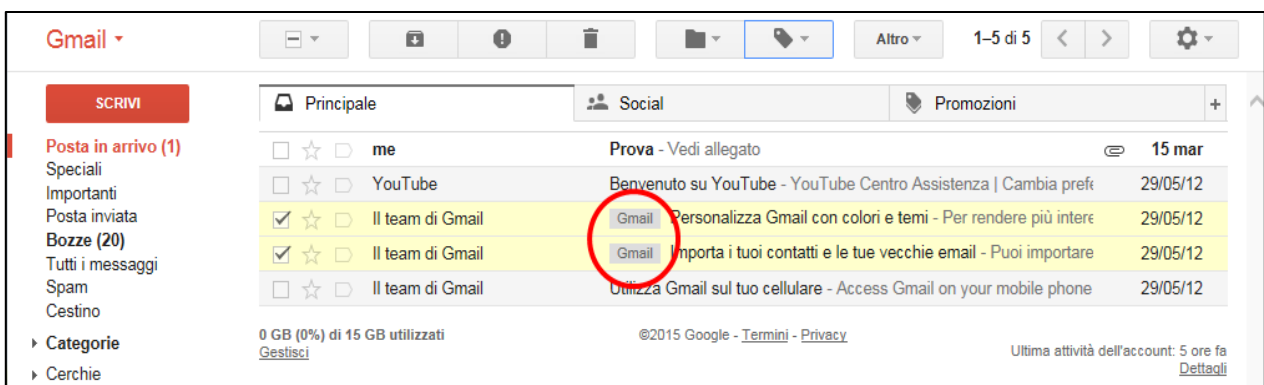 Gmail
Altro
1–5 di 5
SCRIVI
Principale
Social
Promozioni
+
Posta in arrivo (1)
Speciali
Importanti
Posta inviata
Bozze (20)
Tutti i messaggi
Spam
Cestino
Categorie
Cerchie
me Prova - Vedi allegato 15 mar
YouTube Benvenuto su YouTube - YouTube Centro Assistenza | Cambia prefe 29/05/12
Il team di Gmail Gmail Personalizza Gmail con colori e temi - Per rendere più intere 29/05/12
Il team di Gmail Gmail Importa i tuoi contatti e le tue vecchie email - Puoi importare 29/05/12
Il team di Gmail Utilizza Gmail sul tuo cellulare - Access Gmail on your mobile phone 29/05/12
0 GB (0%) di 15 GB utilizzati
Gestisci
©2015 Google - Termini - Privacy
Ultima attività dell'account: 5 ore fa
Dettagli